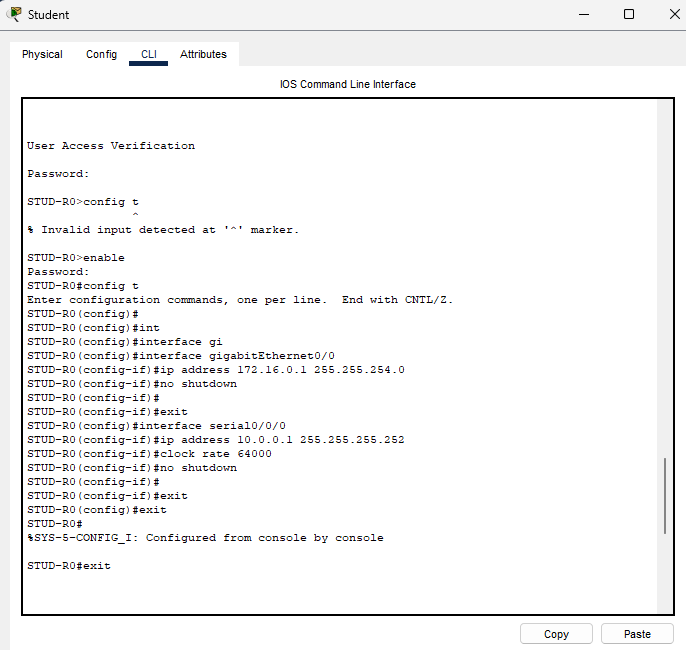 Student
Physical Config CLI Attributes
IOS Command Line Interface
User Access Verification
Password:
STUD-R0>config t
^
% Invalid input detected at '^' marker.
STUD-R0>enable
Password:
STUD-R0#config t
Enter configuration commands, one per line.  End with CNTL/Z.
STUD-R0(config)#
STUD-R0(config)#int
STUD-R0(config)#interface gi
STUD-R0(config)#interface gigabitEthernet0/0
STUD-R0(config-if)#ip address 172.16.0.1 255.255.254.0
STUD-R0(config-if)#no shutdown
STUD-R0(config-if)#
STUD-R0(config-if)#exit
STUD-R0(config)#interface serial0/0/0
STUD-R0(config-if)#ip address 10.0.0.1 255.255.255.252
STUD-R0(config-if)#clock rate 64000
STUD-R0(config-if)#no shutdown
STUD-R0(config-if)#
STUD-R0(config-if)#exit
STUD-R0(config)#exit
STUD-R0#
%SYS-5-CONFIG_I: Configured from console by console
STUD-R0#exit
Copy Paste